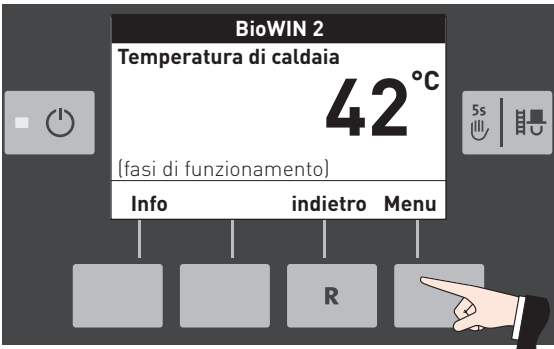 BioWIN 2
Temperatura di caldaia
42 °C
(fasi di funzionamento)
5s
Info indietro Menu
R